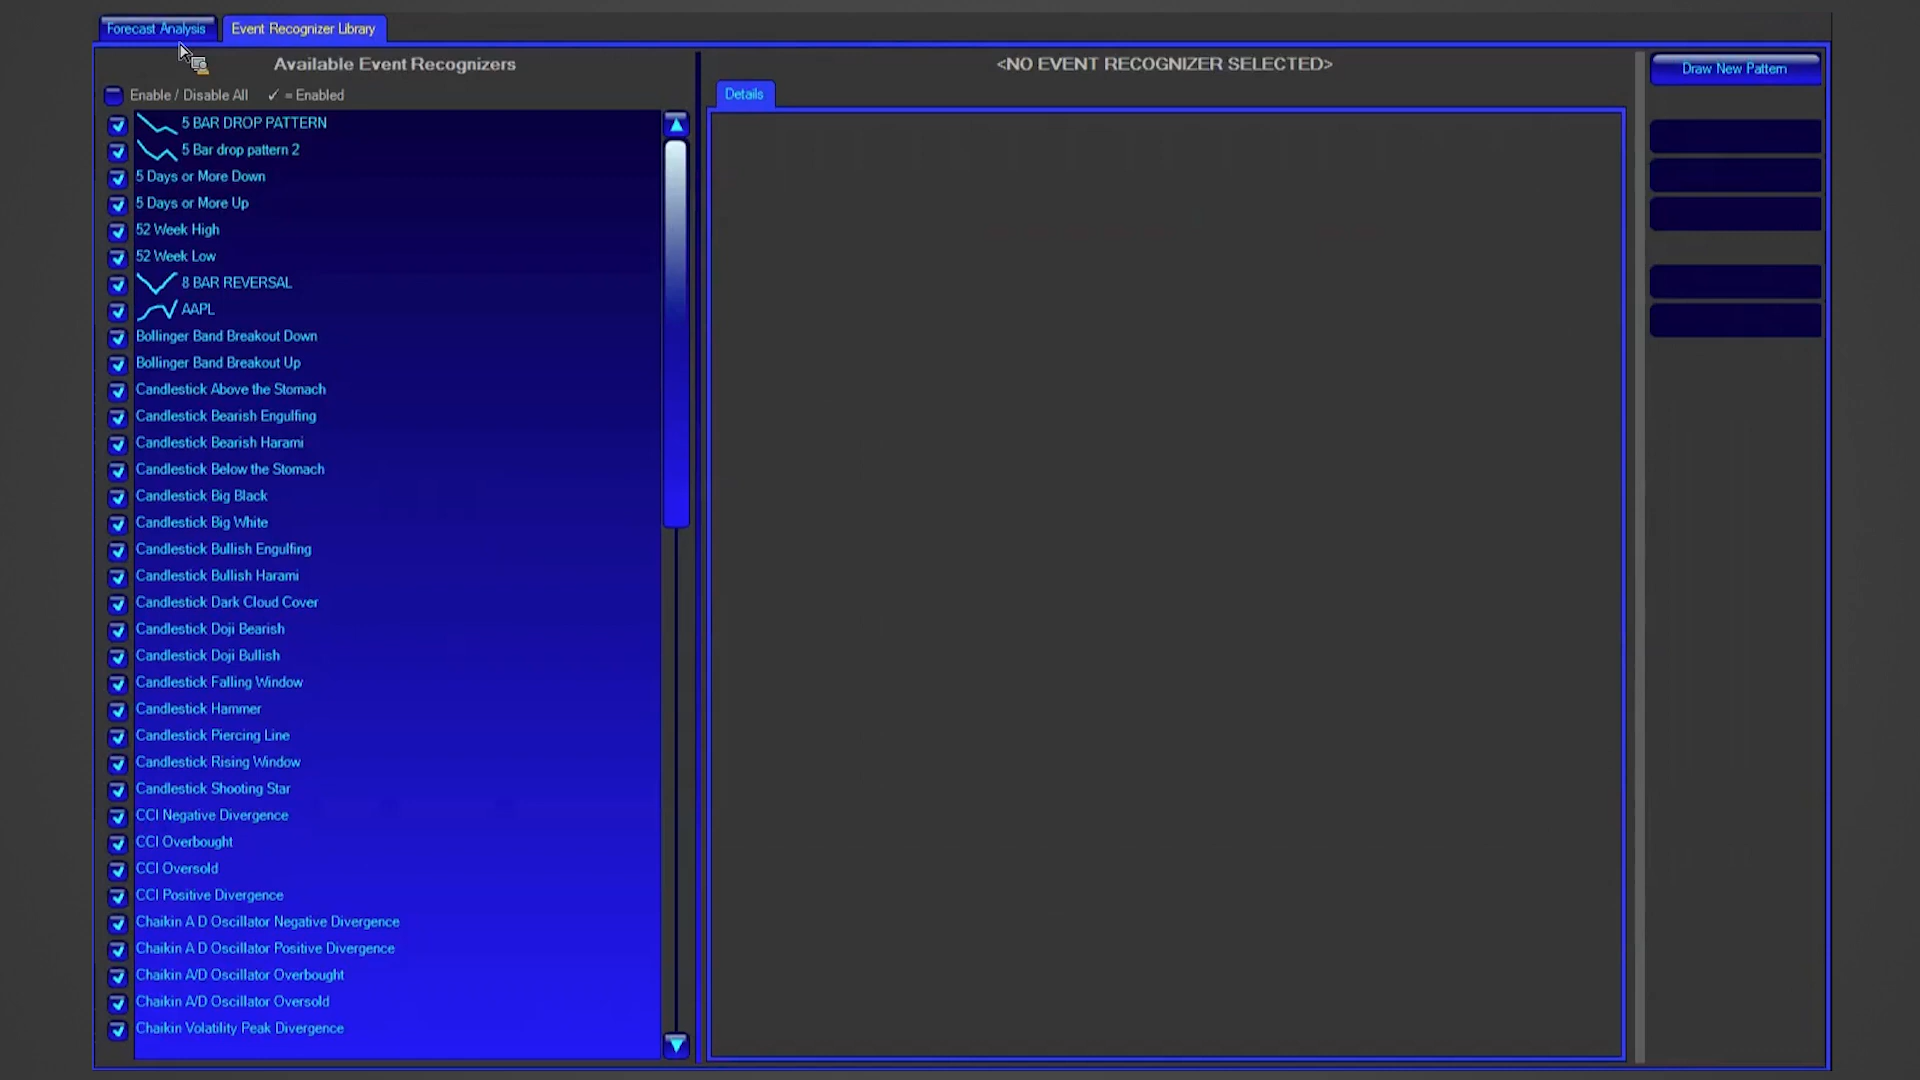 Forecast Analysis
Event Recognizer Library
Available Event Recognizers
<NO EVENT RECOGNIZER SELECTED>
Draw New Pattern
Enable / Disable All ✓ = Enabled
Details
5 BAR DROP PATTERN
5 Bar drop pattern 2
5 Days or More Down
5 Days or More Up
52 Week High
52 Week Low
8 BAR REVERSAL
AAPL
Bollinger Band Breakout Down
Bollinger Band Breakout Up
Candlestick Above the Stomach
Candlestick Bearish Engulfing
Candlestick Bearish Harami
Candlestick Below the Stomach
Candlestick Big Black
Candlestick Big White
Candlestick Bullish Engulfing
Candlestick Bullish Harami
Candlestick Dark Cloud Cover
Candlestick Doji Bearish
Candlestick Doji Bullish
Candlestick Falling Window
Candlestick Hammer
Candlestick Piercing Line
Candlestick Rising Window
Candlestick Shooting Star
CCI Negative Divergence
CCI Overbought
CCI Oversold
CCI Positive Divergence
Chaikin A D Oscillator Negative Divergence
Chaikin A D Oscillator Positive Divergence
Chaikin A/D Oscillator Overbought
Chaikin A/D Oscillator Oversold
Chaikin Volatility Peak Divergence